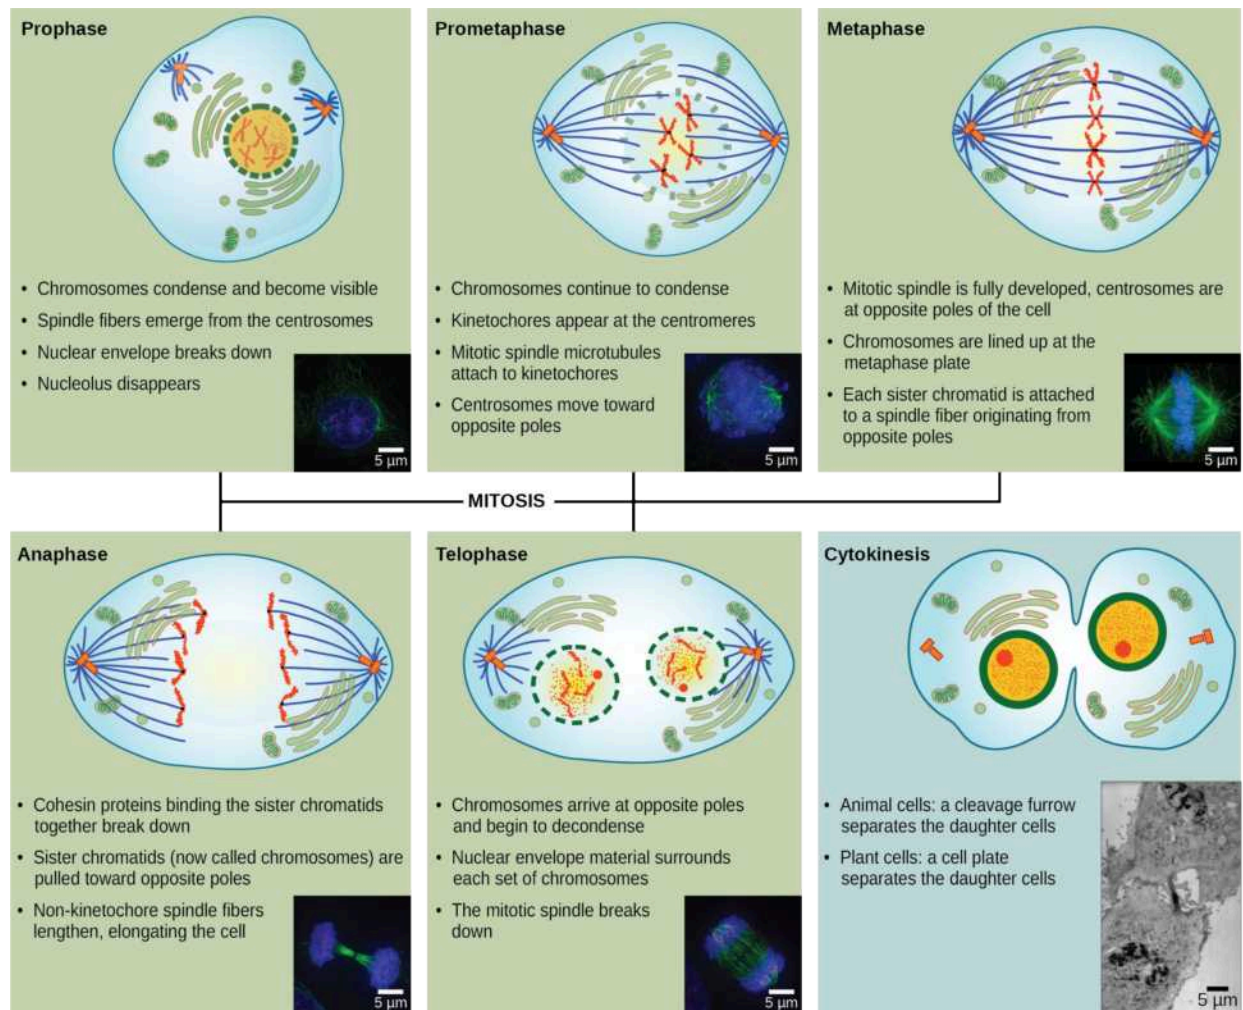 Prophase
• Chromosomes condense and become visible
• Spindle fibers emerge from the centrosomes
• Nuclear envelope breaks down
• Nucleolus disappears
5 µm
Prometaphase
• Chromosomes continue to condense
• Kinetochores appear at the centromeres
• Mitotic spindle microtubules
attach to kinetochores
• Centrosomes move toward
opposite poles
5 µm
Metaphase
• Mitotic spindle is fully developed, centrosomes are
at opposite poles of the cell
• Chromosomes are lined up at the
metaphase plate
• Each sister chromatid is attached
to a spindle fiber originating from
opposite poles
5 µm
MITOSIS
Anaphase
• Cohesin proteins binding the sister chromatids
together break down
• Sister chromatids (now called chromosomes) are
pulled toward opposite poles
• Non-kinetochore spindle fibers
lengthen, elongating the cell
5 µm
Telophase
• Chromosomes arrive at opposite poles
and begin to decondense
• Nuclear envelope material surrounds
each set of chromosomes
• The mitotic spindle breaks
down
5 µm
Cytokinesis
• Animal cells: a cleavage furrow
separates the daughter cells
• Plant cells: a cell plate
separates the daughter cells
5 µm